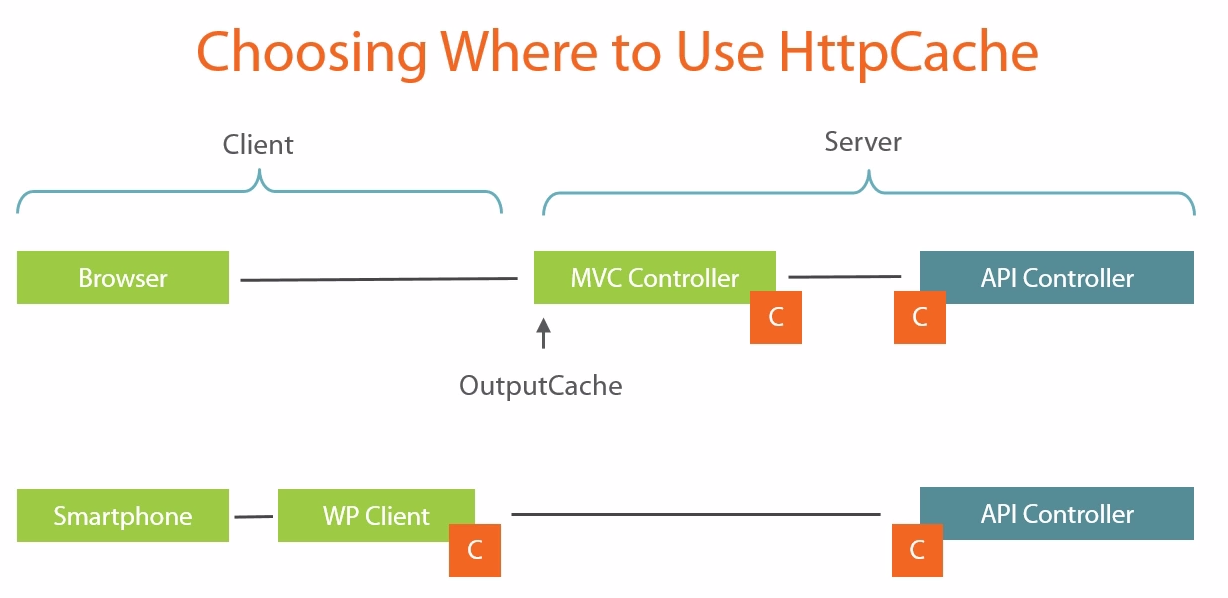 Choosing Where to Use HttpCache
Client
Server
Browser
MVC Controller
API Controller
C
C
OutputCache
Smartphone
WP Client
API Controller
C
C